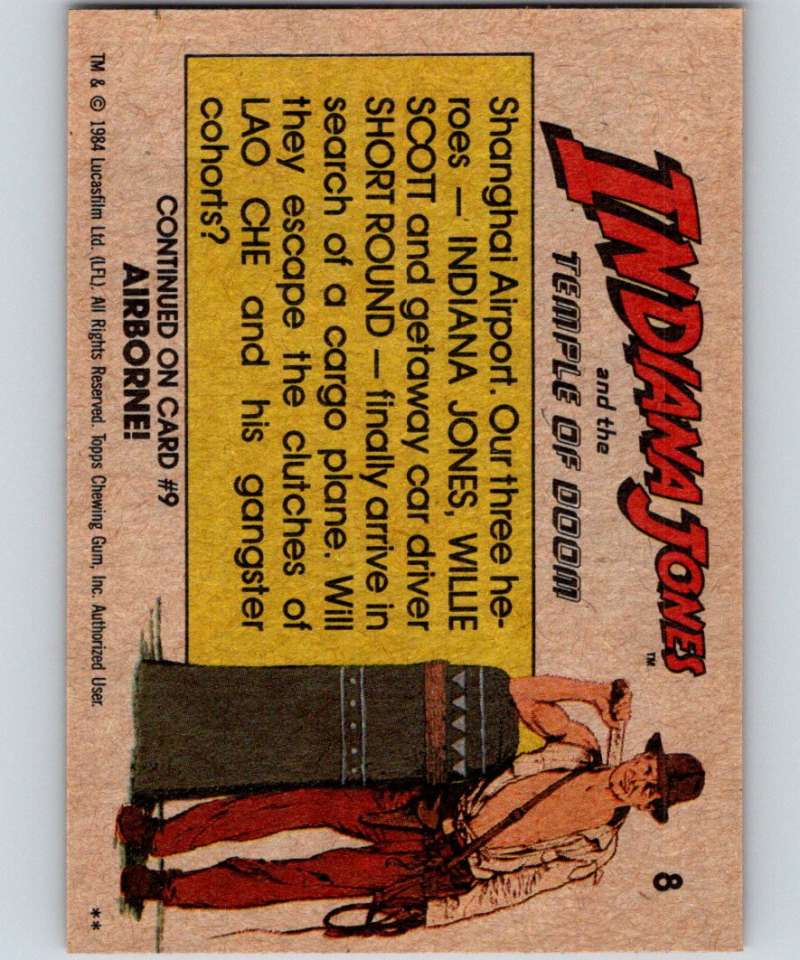 8
INDIANA JONES™
and the
TEMPLE OF DOOM
Shanghai Airport. Our three he-
roes — INDIANA JONES, WILLIE
SCOTT and getaway car driver
SHORT ROUND — finally arrive in
search of a cargo plane. Will
they escape the clutches of
LAO CHE and his gangster
cohorts?
CONTINUED ON CARD #9
AIRBORNE!
TM & © 1984 Lucasfilm Ltd. (LFL). All Rights Reserved. Topps Chewing Gum, Inc. Authorized User. **